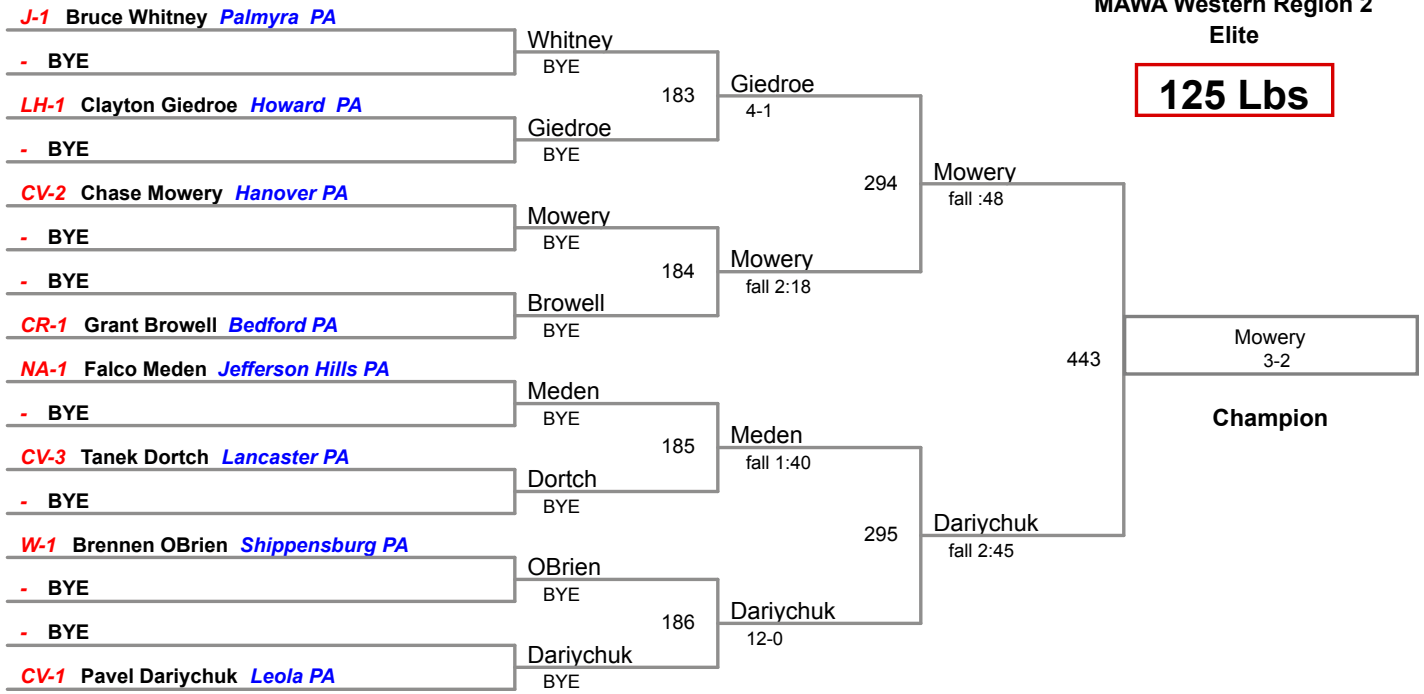 MAWA Western Region 2
Elite
125 Lbs
J-1 Bruce Whitney Palmyra PA
- BYE
LH-1 Clayton Giedroe Howard PA
- BYE
CV-2 Chase Mowery Hanover PA
- BYE
- BYE
CR-1 Grant Browell Bedford PA
NA-1 Falco Meden Jefferson Hills PA
- BYE
CV-3 Tanek Dortch Lancaster PA
- BYE
W-1 Brennen OBrien Shippensburg PA
- BYE
- BYE
CV-1 Pavel Dariychuk Leola PA
Whitney
BYE
183
Giedroe
BYE
Mowery
BYE
184
Browell
BYE
Meden
BYE
185
Dortch
BYE
OBrien
BYE
186
Dariychuk
BYE
Giedroe
4-1
294
Mowery
fall 2:18
Meden
fall 1:40
295
Dariychuk
12-0
Mowery
fall :48
443
Dariychuk
fall 2:45
Mowery
3-2
Champion